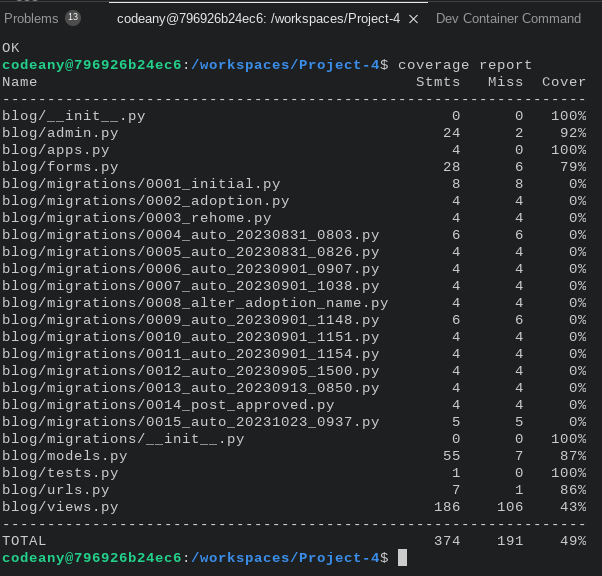 Problems 13 codeany@796926b24ec6: /workspaces/Project-4 × Dev Container Command
OK
codeany@796926b24ec6:/workspaces/Project-4$ coverage report
Name Stmts Miss Cover
-----------------------------------------------------------------
blog/__init__.py 0 0 100%
blog/admin.py 24 2 92%
blog/apps.py 4 0 100%
blog/forms.py 28 6 79%
blog/migrations/0001_initial.py 8 8 0%
blog/migrations/0002_adoption.py 4 4 0%
blog/migrations/0003_rehome.py 4 4 0%
blog/migrations/0004_auto_20230831_0803.py 6 6 0%
blog/migrations/0005_auto_20230831_0826.py 4 4 0%
blog/migrations/0006_auto_20230901_0907.py 4 4 0%
blog/migrations/0007_auto_20230901_1038.py 4 4 0%
blog/migrations/0008_alter_adoption_name.py 4 4 0%
blog/migrations/0009_auto_20230901_1148.py 6 6 0%
blog/migrations/0010_auto_20230901_1151.py 4 4 0%
blog/migrations/0011_auto_20230901_1154.py 4 4 0%
blog/migrations/0012_auto_20230905_1500.py 4 4 0%
blog/migrations/0013_auto_20230913_0850.py 4 4 0%
blog/migrations/0014_post_approved.py 4 4 0%
blog/migrations/0015_auto_20231023_0937.py 5 5 0%
blog/migrations/__init__.py 0 0 100%
blog/models.py 55 7 87%
blog/tests.py 1 0 100%
blog/urls.py 7 1 86%
blog/views.py 186 106 43%
-----------------------------------------------------------------
TOTAL 374 191 49%
codeany@796926b24ec6:/workspaces/Project-4$